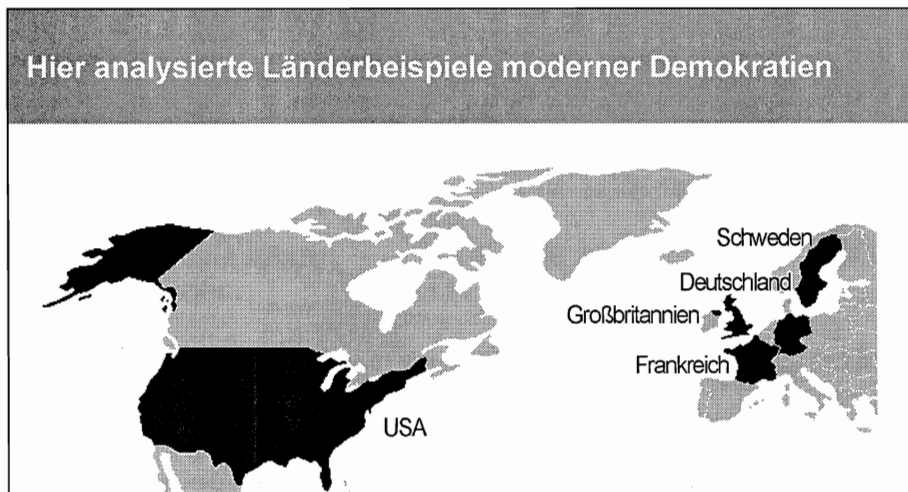 Hier analysierte Länderbeispiele moderner Demokratien
Schweden
Deutschland
Großbritannien
Frankreich
USA